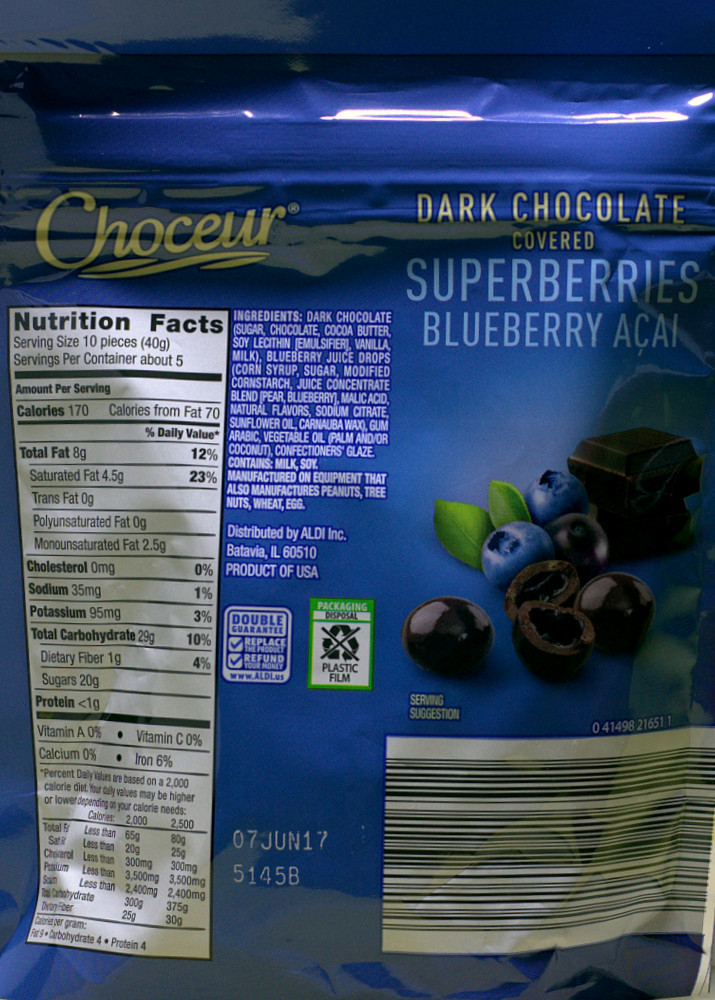 Choceur®
DARK CHOCOLATE
COVERED
SUPERBERRIES
BLUEBERRY AÇAI
Nutrition Facts
Serving Size 10 pieces (40g)
Servings Per Container about 5
Amount Per Serving
Calories 170 Calories from Fat 70
% Daily Value*
Total Fat 8g 12%
Saturated Fat 4.5g 23%
Trans Fat 0g
Polyunsaturated Fat 0g
Monounsaturated Fat 2.5g
Cholesterol 0mg 0%
Sodium 35mg 1%
Potassium 95mg 3%
Total Carbohydrate 29g 10%
Dietary Fiber 1g 4%
Sugars 20g
Protein <1g
Vitamin A 0% • Vitamin C 0%
Calcium 0% • Iron 6%
*Percent Daily Values are based on a 2,000
calorie diet. Your daily values may be higher
or lower depending on your calorie needs:
Calories: 2,000 2,500
Total Less than 65g 80g
Less than 20g 25g
Less than 300mg 300mg
Less than 3,500mg 3,500mg
Less than 2,400mg 2,400mg
Carbohydrate 300g 375g
Fiber 25g 30g
Calories per gram:
Fat 9 • Carbohydrate 4 • Protein 4
INGREDIENTS: DARK CHOCOLATE
(SUGAR, CHOCOLATE, COCOA BUTTER,
SOY LECITHIN [EMULSIFIER], VANILLA,
MILK), BLUEBERRY JUICE DROPS
(CORN SYRUP, SUGAR, MODIFIED
CORNSTARCH, JUICE CONCENTRATE
BLEND [PEAR, BLUEBERRY], MALIC ACID,
NATURAL FLAVORS, SODIUM CITRATE,
SUNFLOWER OIL, CARNAUBA WAX), GUM
ARABIC, VEGETABLE OIL (PALM AND/OR
COCONUT), CONFECTIONERS' GLAZE.
CONTAINS: MILK, SOY.
MANUFACTURED ON EQUIPMENT THAT
ALSO MANUFACTURES PEANUTS, TREE
NUTS, WHEAT, EGG.
Distributed by ALDI Inc.
Batavia, IL 60510
PRODUCT OF USA
DOUBLE
GUARANTEE
REPLACE
THE PRODUCT
REFUND
YOUR MONEY
www.ALDI.us
PACKAGING
DISPOSAL
PLASTIC
FILM
SERVING
SUGGESTION
0 41498 21651 1
07JUN17
5145B